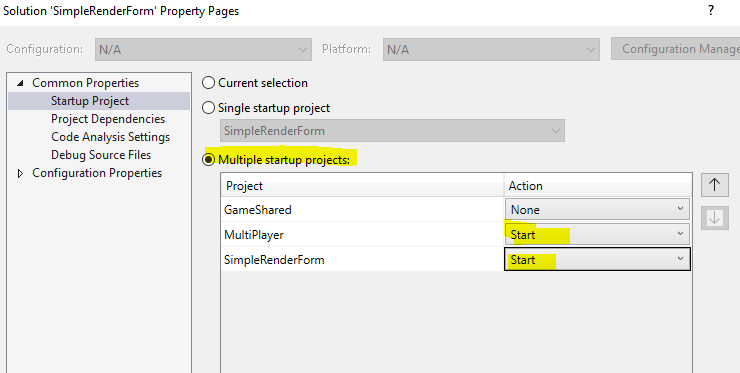 Solution 'SimpleRenderForm' Property Pages ?
Configuration: N/A Platform: N/A Configuration Manage
Common Properties
Startup Project
Project Dependencies
Code Analysis Settings
Debug Source Files
Configuration Properties
Current selection
Single startup project
SimpleRenderForm
Multiple startup projects:
Project Action
GameShared None
MultiPlayer Start
SimpleRenderForm Start